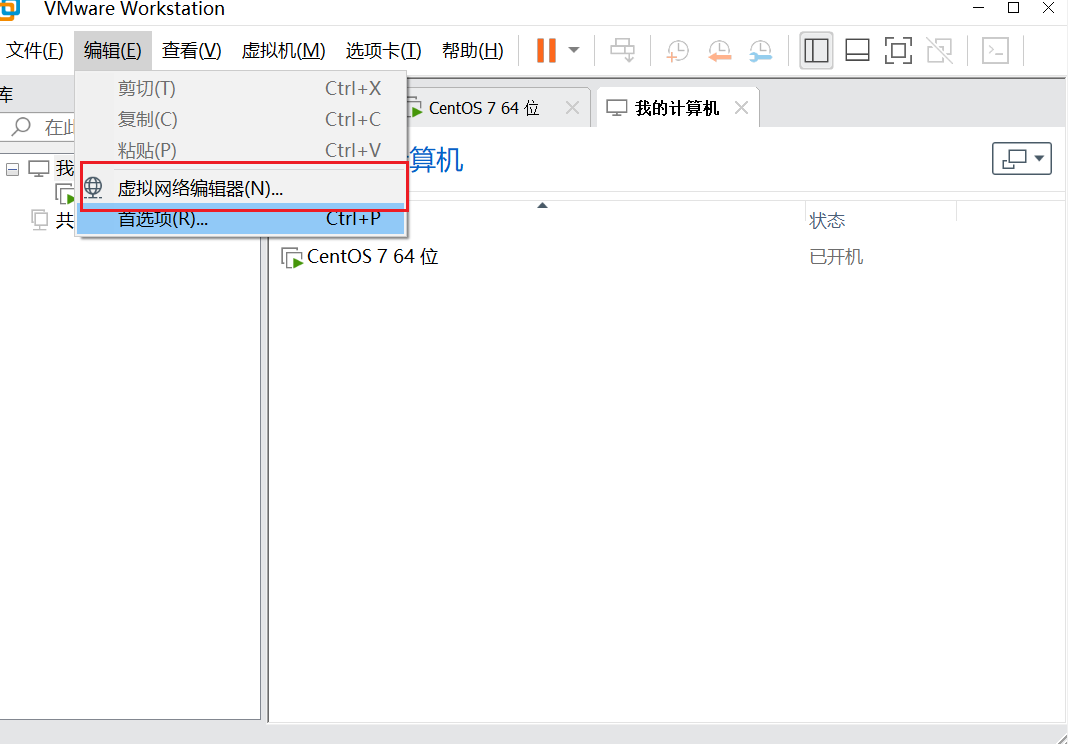 VMware Workstation
文件(F) 编辑(E) 查看(V) 虚拟机(M) 选项卡(T) 帮助(H)
库
在此
剪切(T) Ctrl+X
复制(C) Ctrl+C
粘贴(P) Ctrl+V
虚拟网络编辑器(N)...
首选项(R)... Ctrl+P
我
共
CentOS 7 64 位
我的计算机
计算机
状态
CentOS 7 64 位 已开机